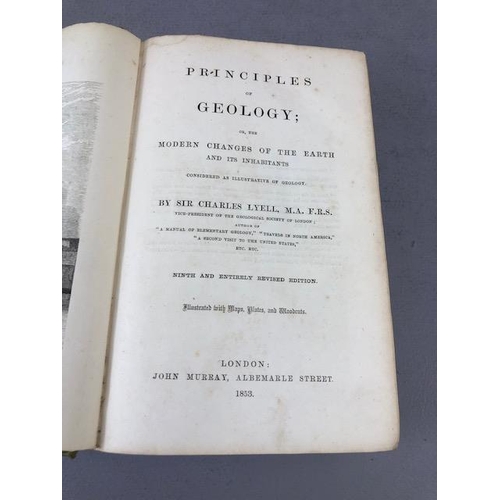 PRINCIPLES
OF
GEOLOGY;
OR, THE
MODERN CHANGES OF THE EARTH
AND ITS INHABITANTS
CONSIDERED AS ILLUSTRATIVE OF GEOLOGY.
BY SIR CHARLES LYELL, M.A. F.R.S.
VICE-PRESIDENT OF THE GEOLOGICAL SOCIETY OF LONDON;
AUTHOR OF
"A MANUAL OF ELEMENTARY GEOLOGY," "TRAVELS IN NORTH AMERICA,"
"A SECOND VISIT TO THE UNITED STATES,"
ETC. ETC.
NINTH AND ENTIRELY REVISED EDITION.
Illustrated with Maps, Plates, and Woodcuts.
LONDON:
JOHN MURRAY, ALBEMARLE STREET.
1853.